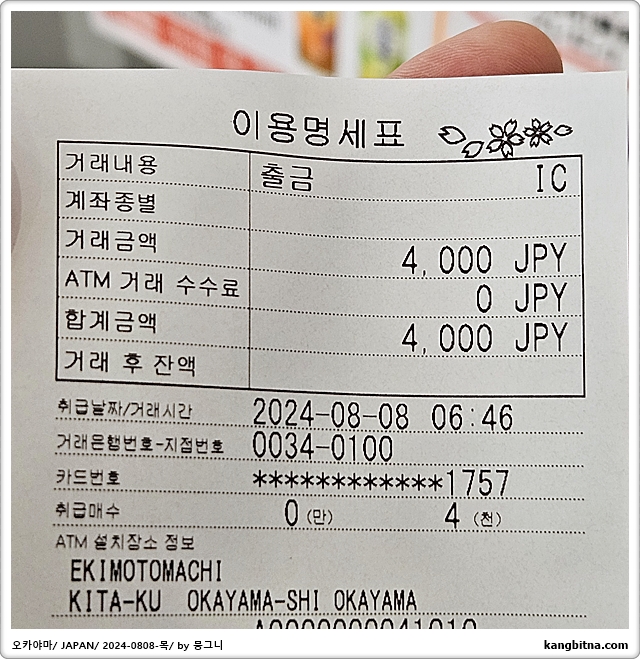 이용명세표
거래내용 출금 IC
계좌종별
거래금액 4,000 JPY
ATM 거래 수수료 0 JPY
합계금액 4,000 JPY
거래 후 잔액
취급날짜/거래시간 2024-08-08 06:46
거래은행번호-지점번호 0034-0100
카드번호 ************1757
취급매수 0 (만) 4 (천)
ATM 설치장소 정보
EKIMOTOMACHI
KITA-KU OKAYAMA-SHI OKAYAMA
오카야마/ JAPAN/ 2024-0808-목/ by 뭉그니
kangbitna.com